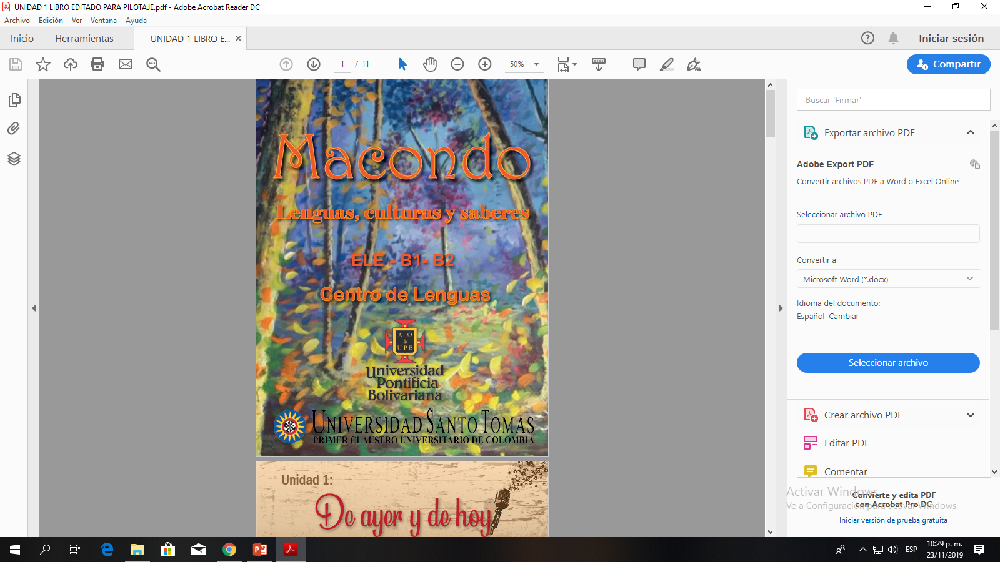 UNIDAD 1 LIBRO EDITADO PARA PILOTAJE.pdf - Adobe Acrobat Reader DC
Archivo Edición Ver Ventana Ayuda
Inicio Herramientas UNIDAD 1 LIBRO E... × Iniciar sesión
1 / 11 50% Compartir
Macondo
Lenguas, culturas y saberes
ELE - B1- B2
Centro de Lenguas
Α Ω
UPB
Universidad
Pontificia
Bolivariana
UNIVERSIDAD SANTO TOMÁS
PRIMER CLAUSTRO UNIVERSITARIO DE COLOMBIA
Unidad 1:
De ayer y de hoy
Buscar 'Firmar'
Exportar archivo PDF
Adobe Export PDF
Convertir archivos PDF a Word o Excel Online
Seleccionar archivo PDF
Convertir a
Microsoft Word (*.docx)
Idioma del documento:
Español Cambiar
Seleccionar archivo
Crear archivo PDF
Editar PDF
Comentar
Activar Windows
Ve a Configuración para activar Windows.
Convierte y edita PDF
con Acrobat Pro DC
Iniciar versión de prueba gratuita
ESP
10:29 p. m.
23/11/2019